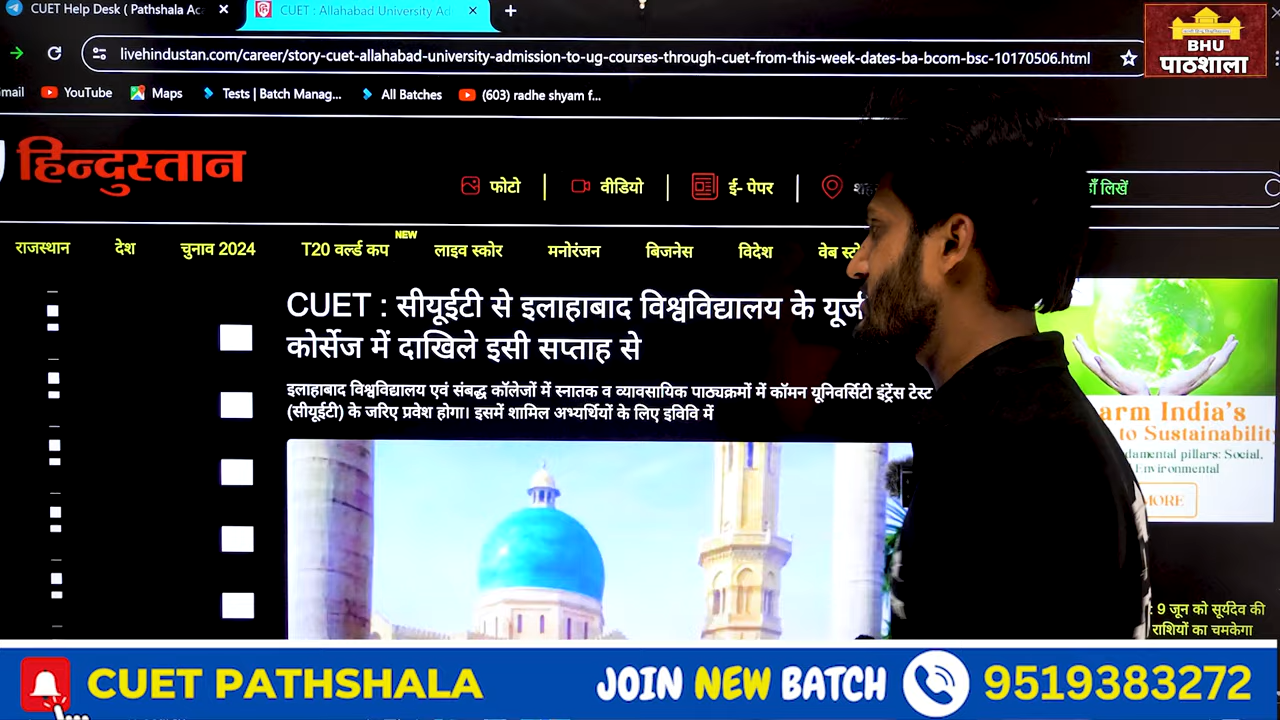 CUET Help Desk ( Pathshala Ac
CUET : Allahabad University Ad
livehindustan.com/career/story-cuet-allahabad-university-admission-to-ug-courses-through-cuet-from-this-week-dates-ba-bcom-bsc-10170506.html
BHU
पाठशाला
mail YouTube Maps Tests | Batch Manag... All Batches (603) radhe shyam f...
हिन्दुस्तान
फोटो वीडियो ई- पेपर लिखें
राजस्थान देश चुनाव 2024 T20 वर्ल्ड कप NEW लाइव स्कोर मनोरंजन बिजनेस विदेश वेब
CUET : सीयूईटी से इलाहाबाद विश्वविद्यालय के
कोर्सेज में दाखिले इसी सप्ताह से
इलाहाबाद विश्वविद्यालय एवं संबद्ध कॉलेजों में स्नातक व व्यावसायिक पाठ्यक्रमों में कॉमन यूनिवर्सिटी इंट्रेंस टेस्ट
(सीयूईटी) के जरिए प्रवेश होगा। इसमें शामिल अभ्यर्थियों के लिए इविवि में
arm India's
to Sustainability
damental pillars: Social,
Environmental
MORE
: 9 जून को सूर्यदेव की
राशियों का चमकेगा
CUET PATHSHALA JOIN NEW BATCH 9519383272